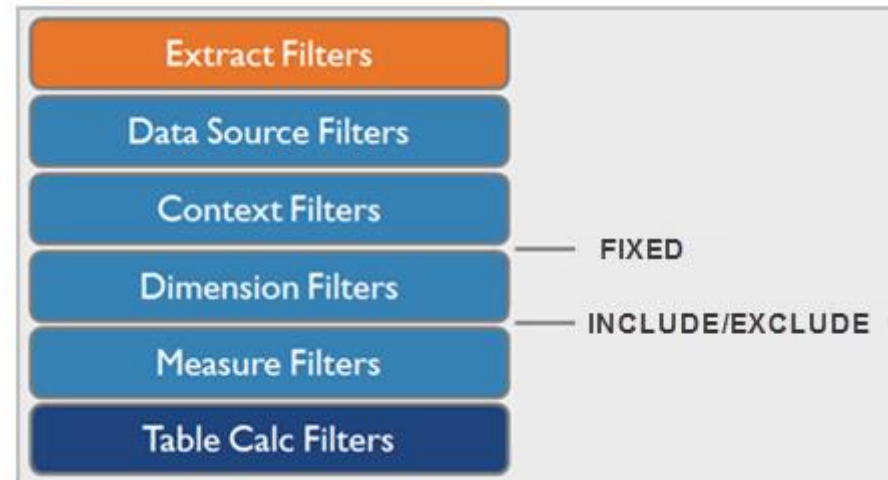 Extract Filters
Data Source Filters
Context Filters
FIXED
Dimension Filters
INCLUDE/EXCLUDE
Measure Filters
Table Calc Filters